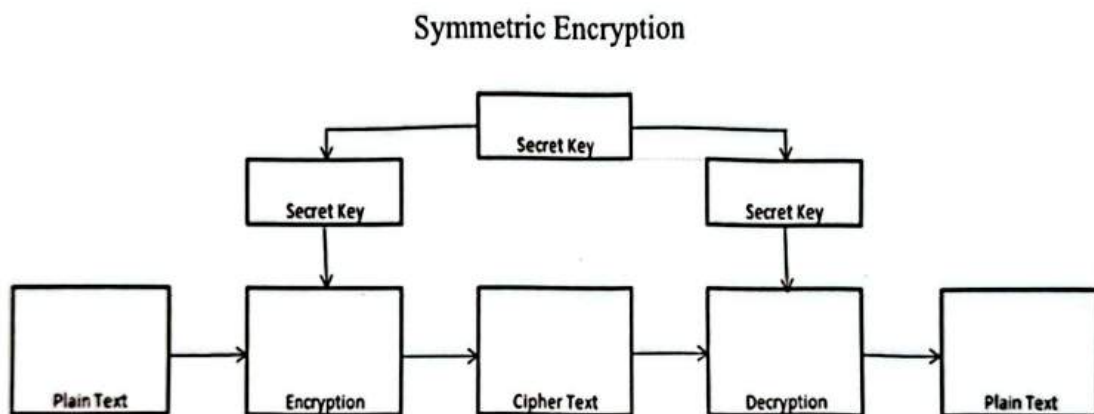 Symmetric Encryption
Secret Key
Secret Key
Secret Key
Plain Text
Encryption
Cipher Text
Decryption
Plain Text